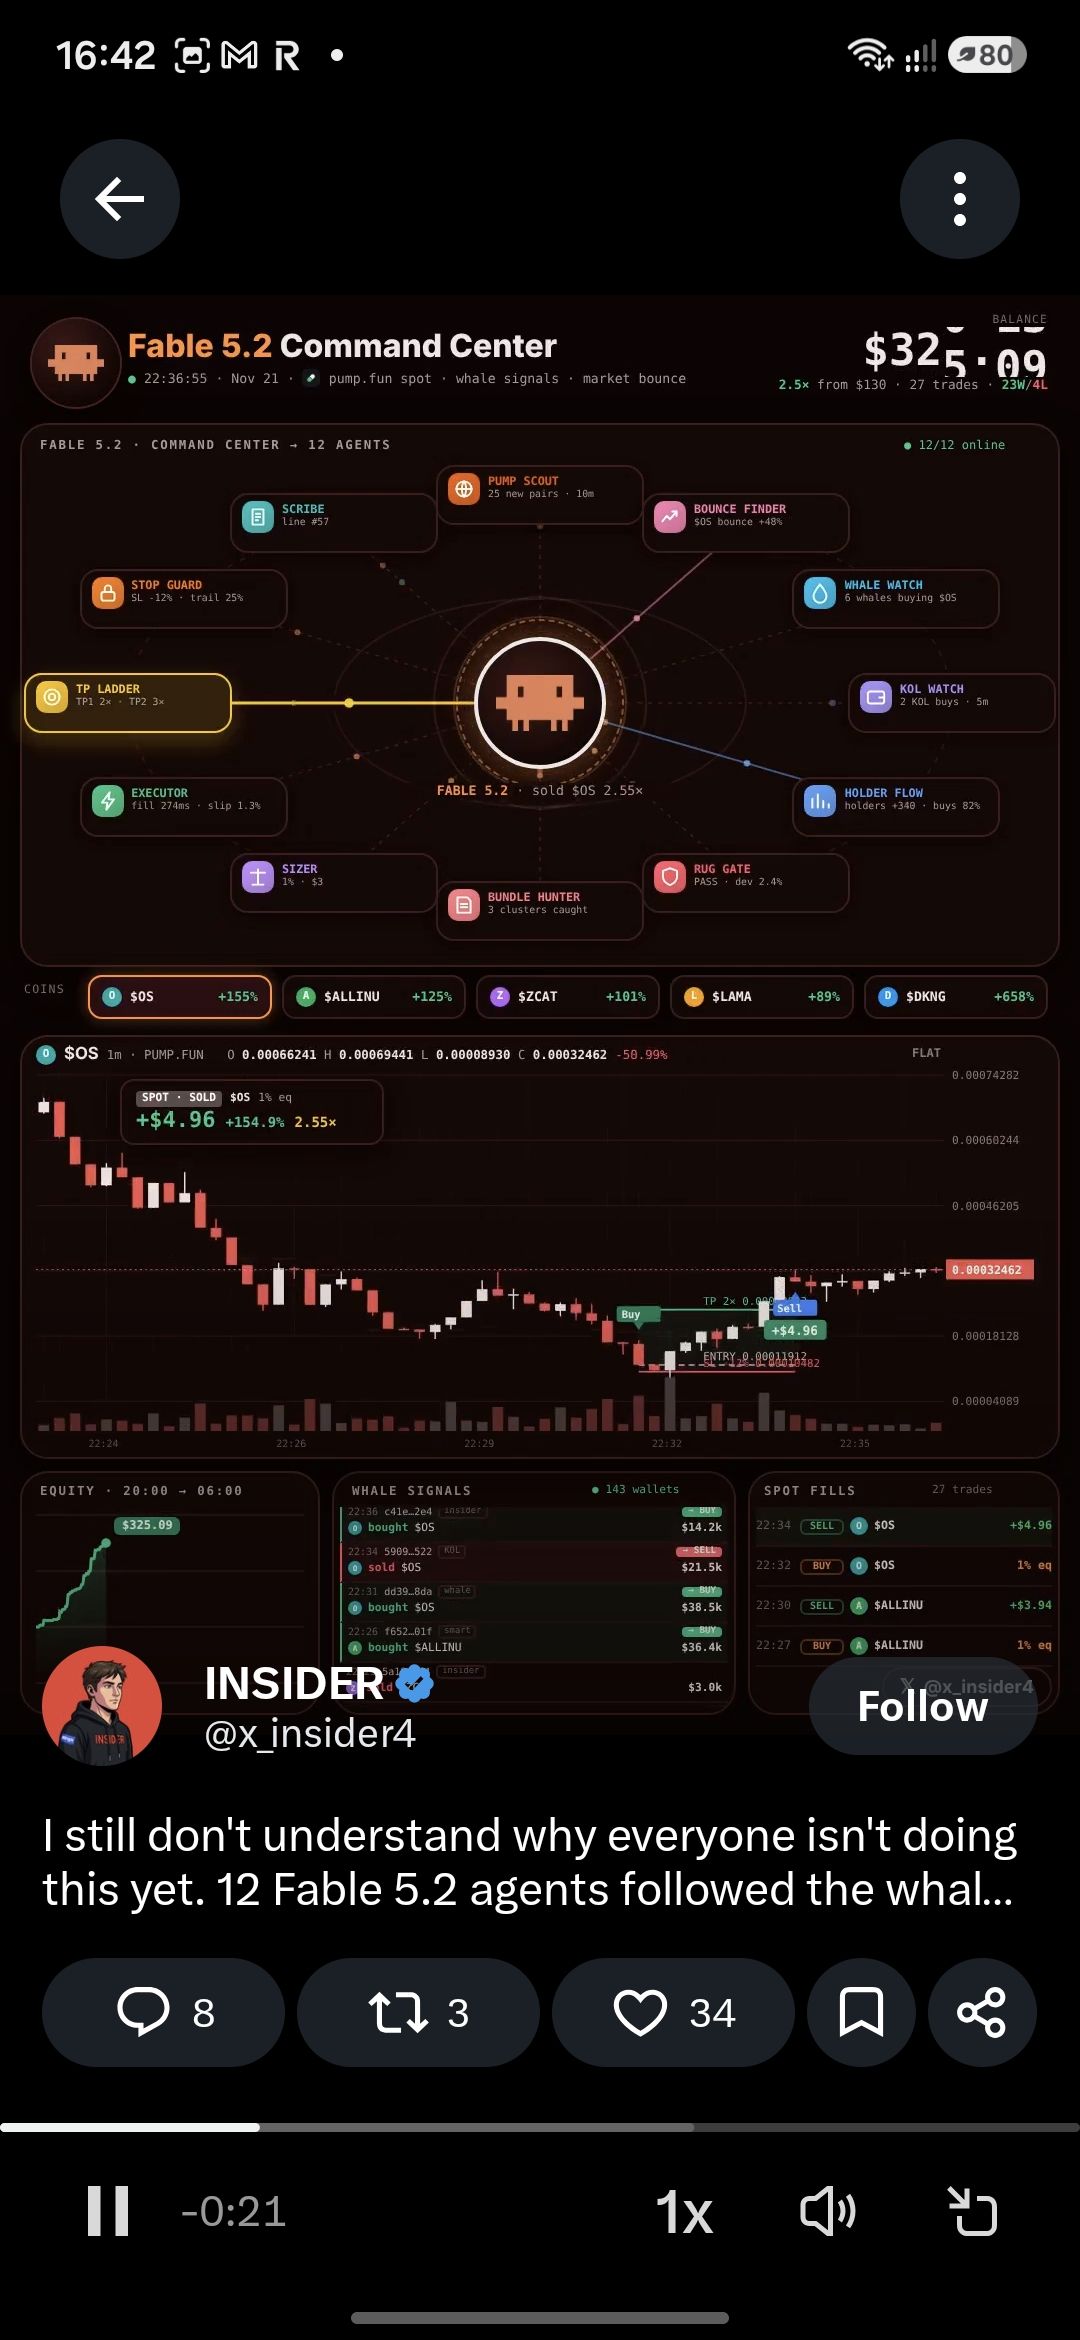 16:42
80
Fable 5.2 Command Center
22:36:55 · Nov 21 · pump.fun spot · whale signals · market bounce
BALANCE
$325.09
2.5× from $130 · 27 trades · 23W/4L
FABLE 5.2 · COMMAND CENTER → 12 AGENTS
12/12 online
PUMP SCOUT
25 new pairs · 10m
SCRIBE
line #57
BOUNCE FINDER
$OS bounce +48%
STOP GUARD
SL -12% · trail 25%
WHALE WATCH
6 whales buying $OS
TP LADDER
TP1 2× · TP2 3×
KOL WATCH
2 KOL buys · 5m
FABLE 5.2 · sold $OS 2.55×
EXECUTOR
fill 274ms · slip 1.3%
HOLDER FLOW
holders +340 · buys 82%
SIZER
1% · $3
BUNDLE HUNTER
3 clusters caught
RUG GATE
PASS · dev 2.4%
COINS
O $OS +155%
A $ALLINU +125%
Z $ZCAT +101%
L $LAMA +89%
D $DKNG +658%
O $OS 1m · PUMP.FUN O 0.00066241 H 0.00069441 L 0.00008930 C 0.00032462 -50.99%
FLAT
SPOT · SOLD $OS 1% eq
+$4.96 +154.9% 2.55×
0.00074282
0.00060244
0.00046205
0.00032462
0.00018128
0.00004089
TP 2×
Buy
Sell
+$4.96
ENTRY 0.00011912
22:24
22:26
22:29
22:32
22:35
EQUITY · 20:00 → 06:00
$325.09
WHALE SIGNALS
143 wallets
22:36 c41e…2e4 insider → BUY
O bought $OS $14.2k
22:34 5909…522 KOL → SELL
O sold $OS $21.5k
22:31 dd39…8da whale → BUY
O bought $OS $38.5k
22:26 f652…01f smart → BUY
A bought $ALLINU $36.4k
insider
$3.0k
SPOT FILLS
27 trades
22:34 SELL O $OS +$4.96
22:32 BUY O $OS 1% eq
22:30 SELL A $ALLINU +$3.94
22:27 BUY A $ALLINU 1% eq
X @x_insider4
INSIDER
@x_insider4
Follow
I still don't understand why everyone isn't doing
this yet. 12 Fable 5.2 agents followed the whal...
8
3
34
-0:21
1x